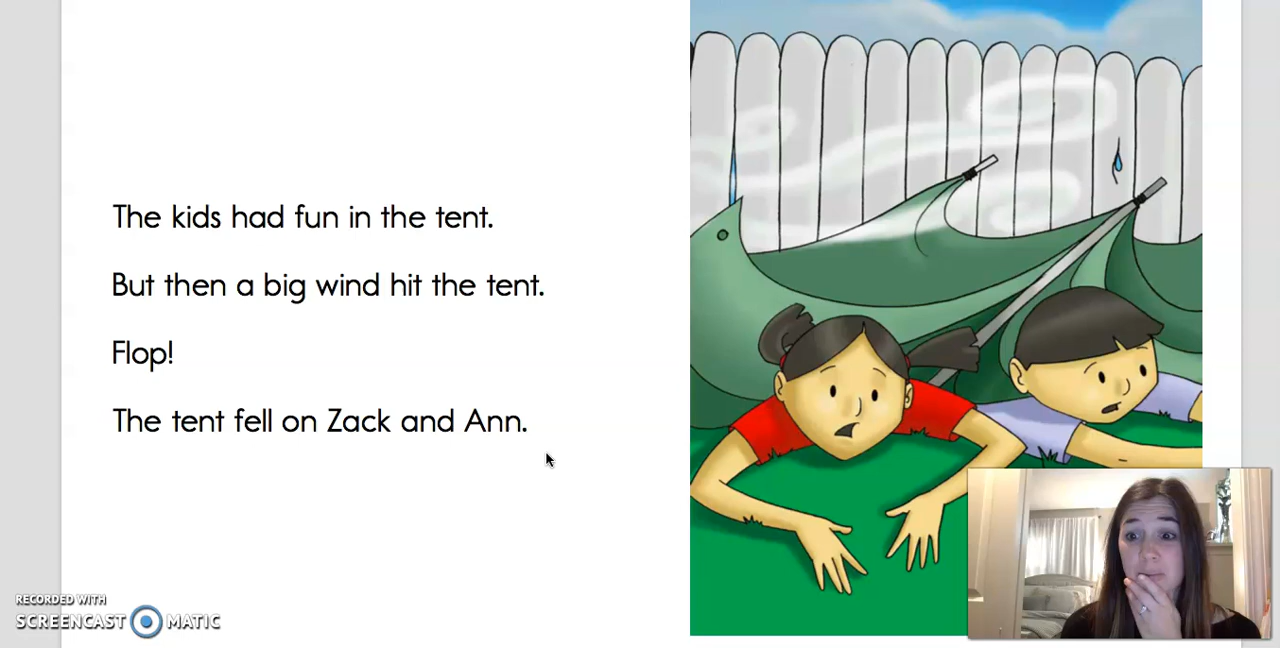 The kids had fun in the tent.
But then a big wind hit the tent.
Flop!
The tent fell on Zack and Ann.
RECORDED WITH
SCREENCAST MATIC